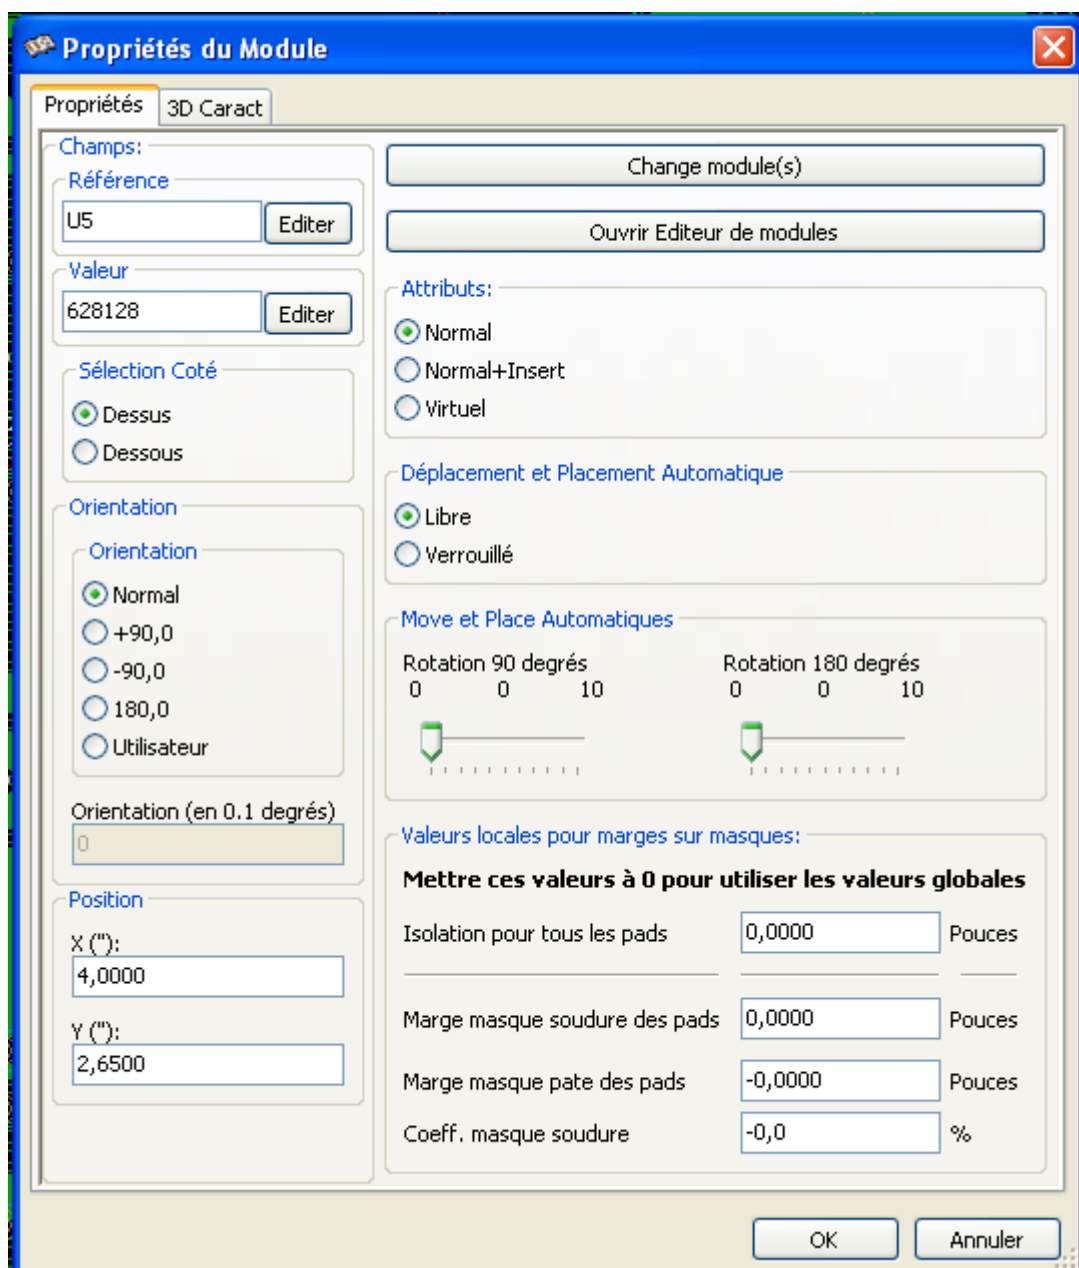 Propriétés du Module
Propriétés
3D Caract
Champs:
Référence
U5
Editer
Valeur
628128
Editer
Sélection Coté
Dessus
Dessous
Orientation
Orientation
Normal
+90,0
-90,0
180,0
Utilisateur
Orientation (en 0.1 degrés)
0
Position
X ("):
4,0000
Y ("):
2,6500
Change module(s)
Ouvrir Editeur de modules
Attributs:
Normal
Normal+Insert
Virtuel
Déplacement et Placement Automatique
Libre
Verrouillé
Move et Place Automatiques
Rotation 90 degrés
0 0 10
Rotation 180 degrés
0 0 10
Valeurs locales pour marges sur masques:
Mettre ces valeurs à 0 pour utiliser les valeurs globales
Isolation pour tous les pads 0,0000 Pouces
Marge masque soudure des pads 0,0000 Pouces
Marge masque pate des pads -0,0000 Pouces
Coeff. masque soudure -0,0 %
OK
Annuler